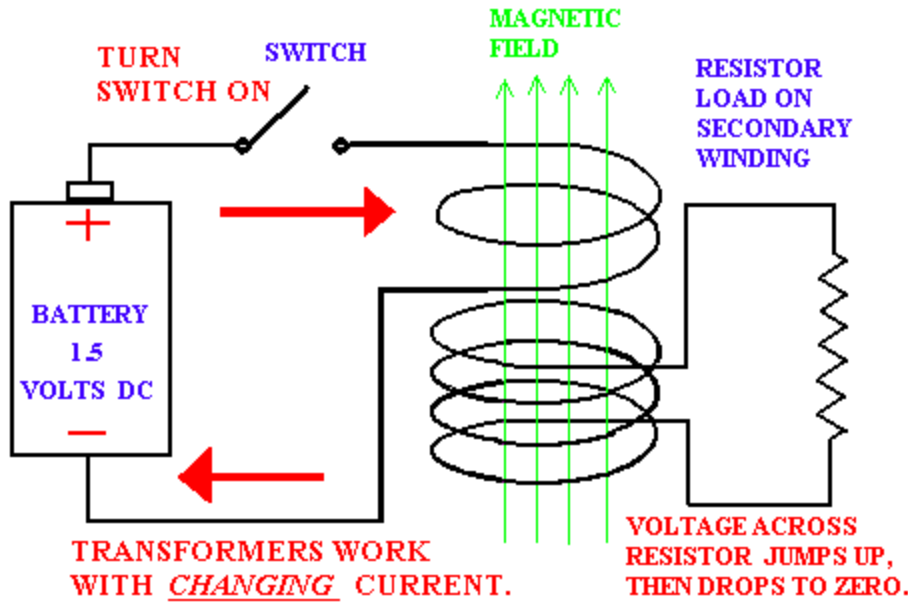 MAGNETIC
FIELD
TURN
SWITCH ON
SWITCH
RESISTOR
LOAD ON
SECONDARY
WINDING
+
BATTERY
1.5
VOLTS DC
−
TRANSFORMERS WORK
WITH CHANGING CURRENT.
VOLTAGE ACROSS
RESISTOR JUMPS UP,
THEN DROPS TO ZERO.